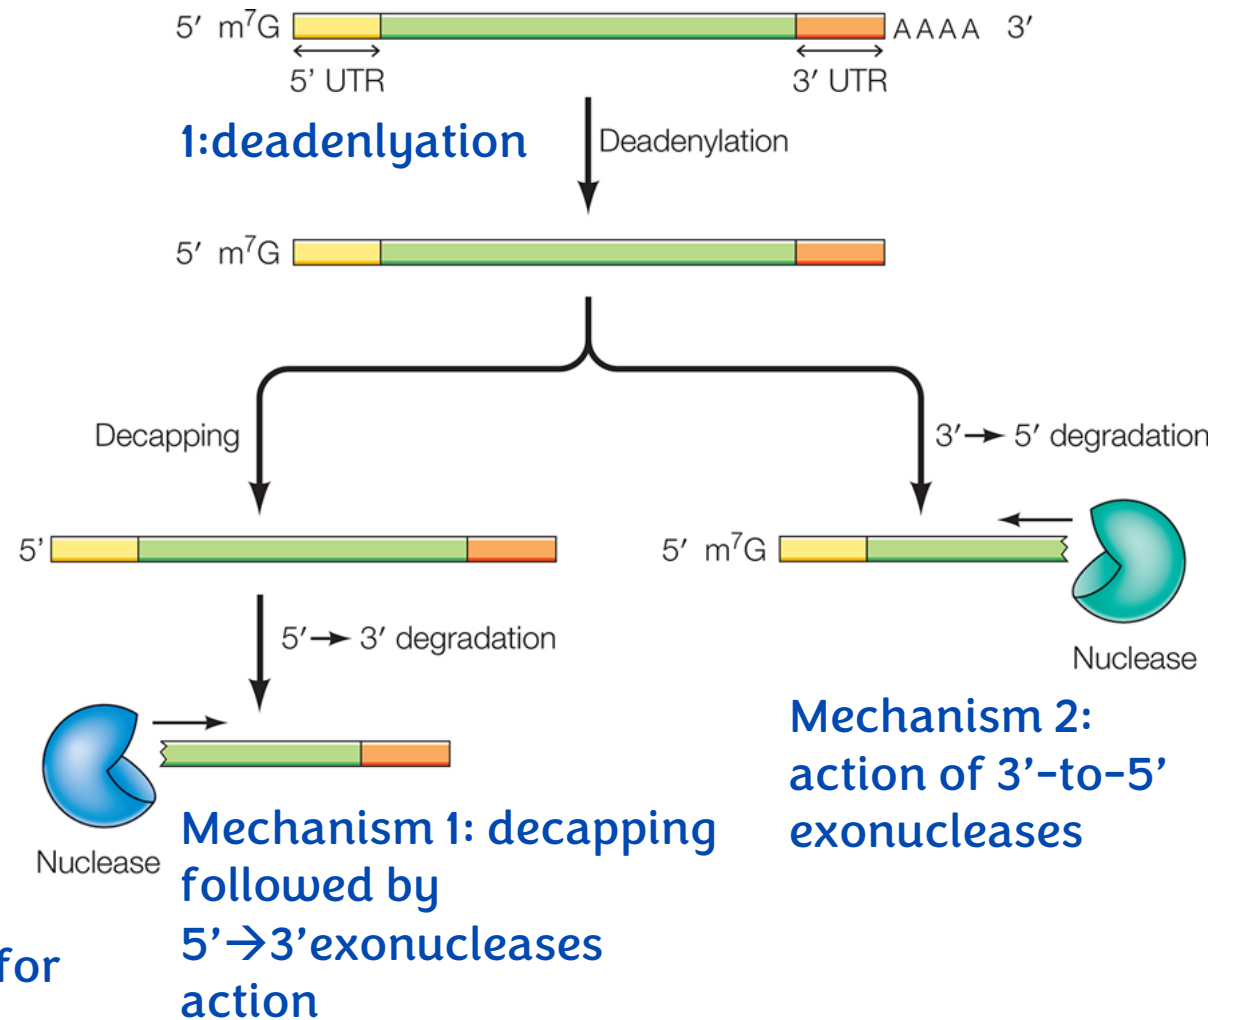 5′ m⁷G AAAA 3′
5' UTR 3′ UTR
1:deadenlyation
Deadenylation
5′ m⁷G
Decapping
3′→ 5′ degradation
5'
5′ m⁷G
5′→ 3′ degradation
Nuclease
Mechanism 2:
action of 3’-to-5’
exonucleases
Nuclease
Mechanism 1: decapping
followed by
5’→3’exonucleases
action
for